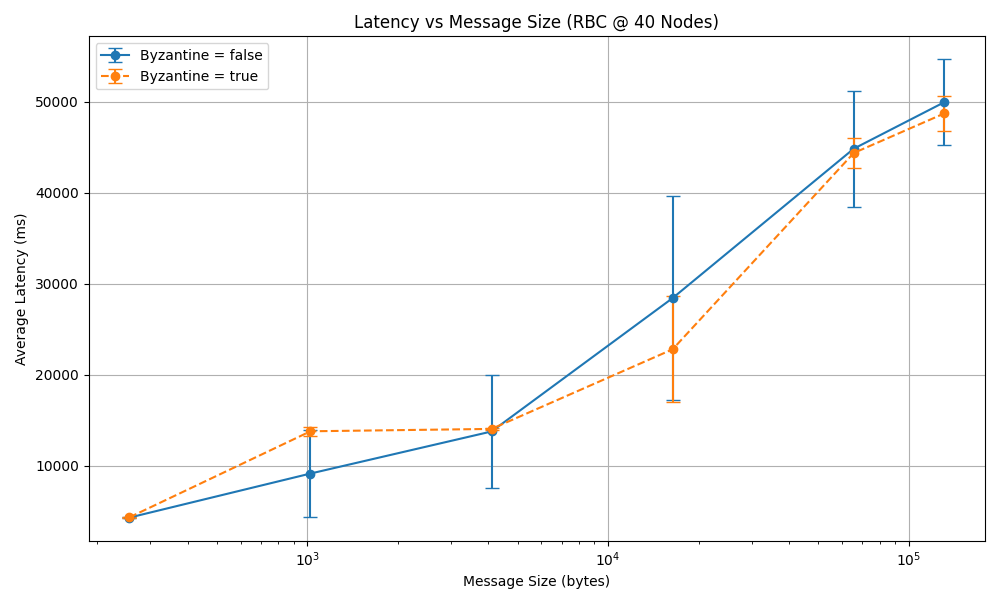 Latency vs Message Size (RBC @ 40 Nodes)
Byzantine = false
Byzantine = true
50000
40000
30000
20000
10000
Average Latency (ms)
10³
10⁴
10⁵
Message Size (bytes)